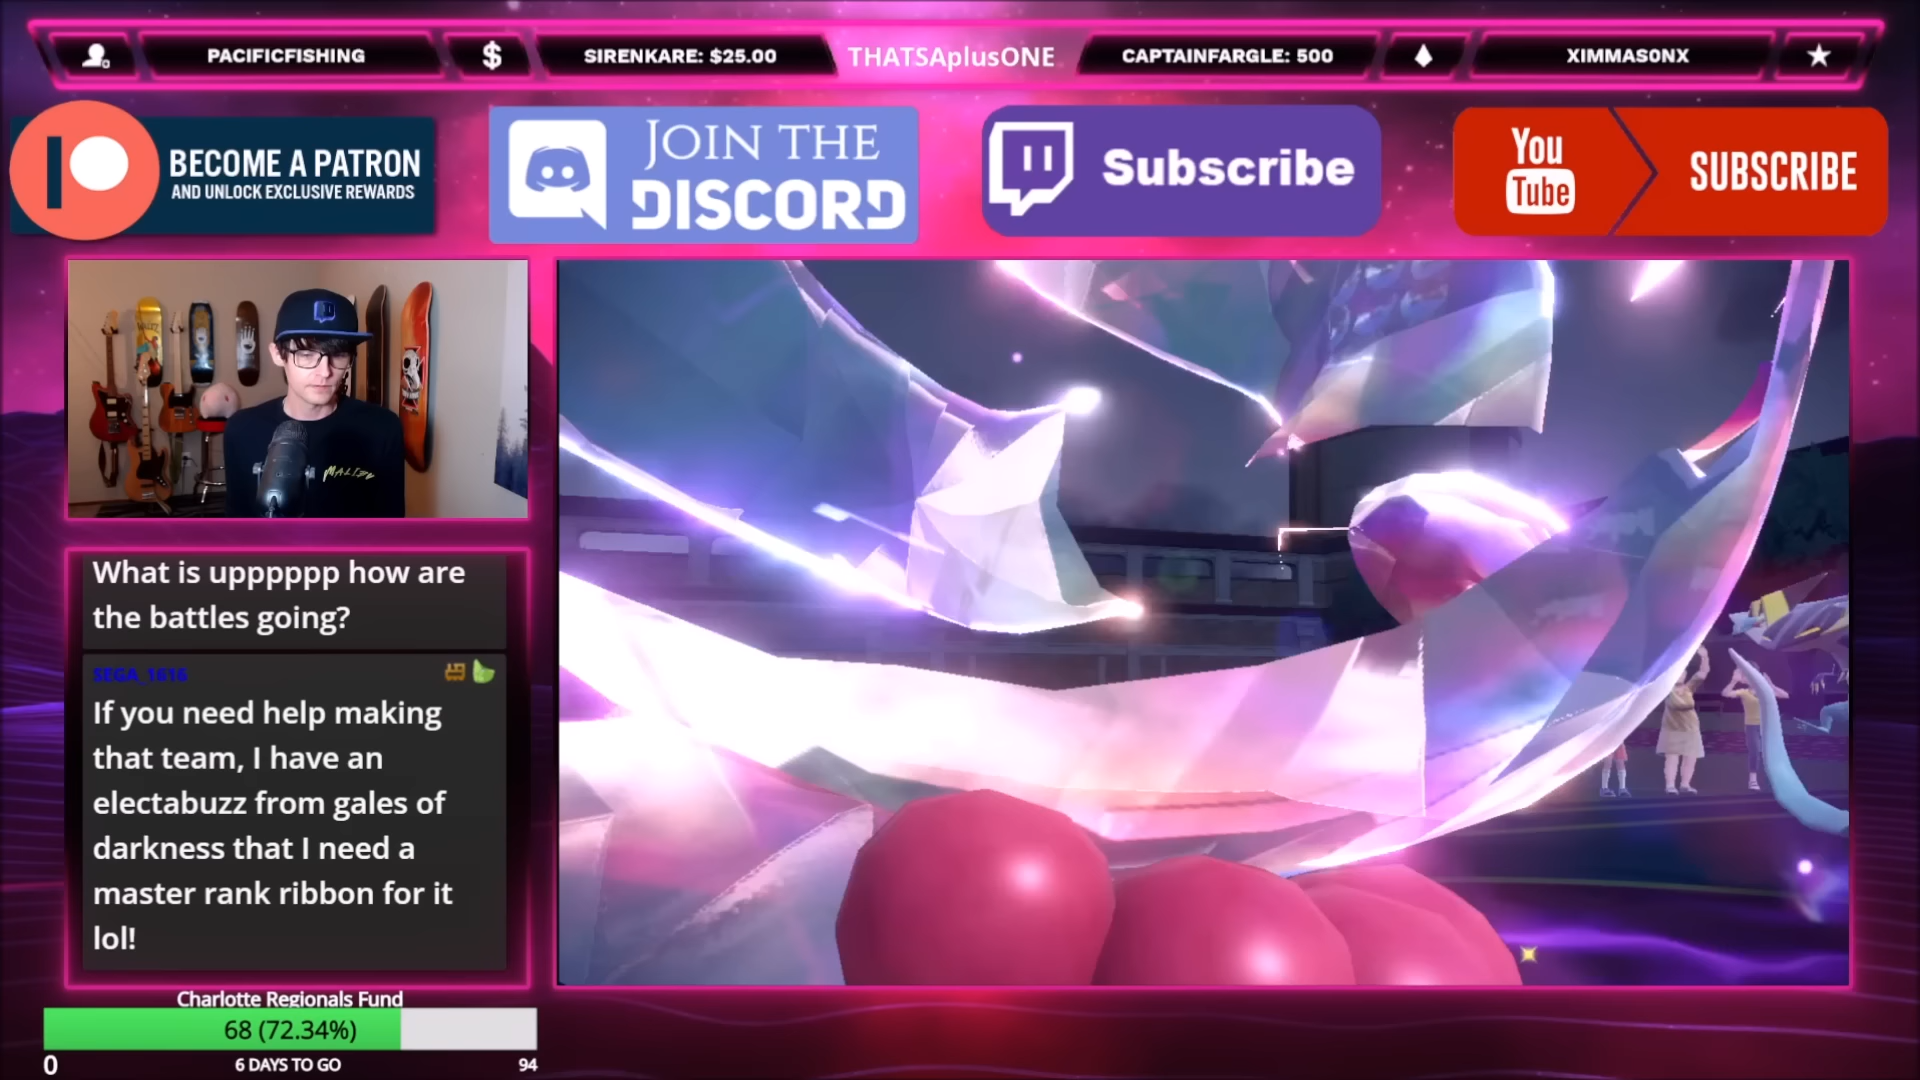 PACIFICFISHING
$
SIRENKARE: $25.00
THATSAplusONE
CAPTAINFARGLE: 500
XIMMASONX
BECOME A PATRON
AND UNLOCK EXCLUSIVE REWARDS
JOIN THE
DISCORD
Subscribe
You
Tube
SUBSCRIBE
MALIBU
What is upppppp how are
the battles going?
SEGA_1616
If you need help making
that team, I have an
electabuzz from gales of
darkness that I need a
master rank ribbon for it
lol!
Charlotte Regionals Fund
68 (72.34%)
0
6 DAYS TO GO
94